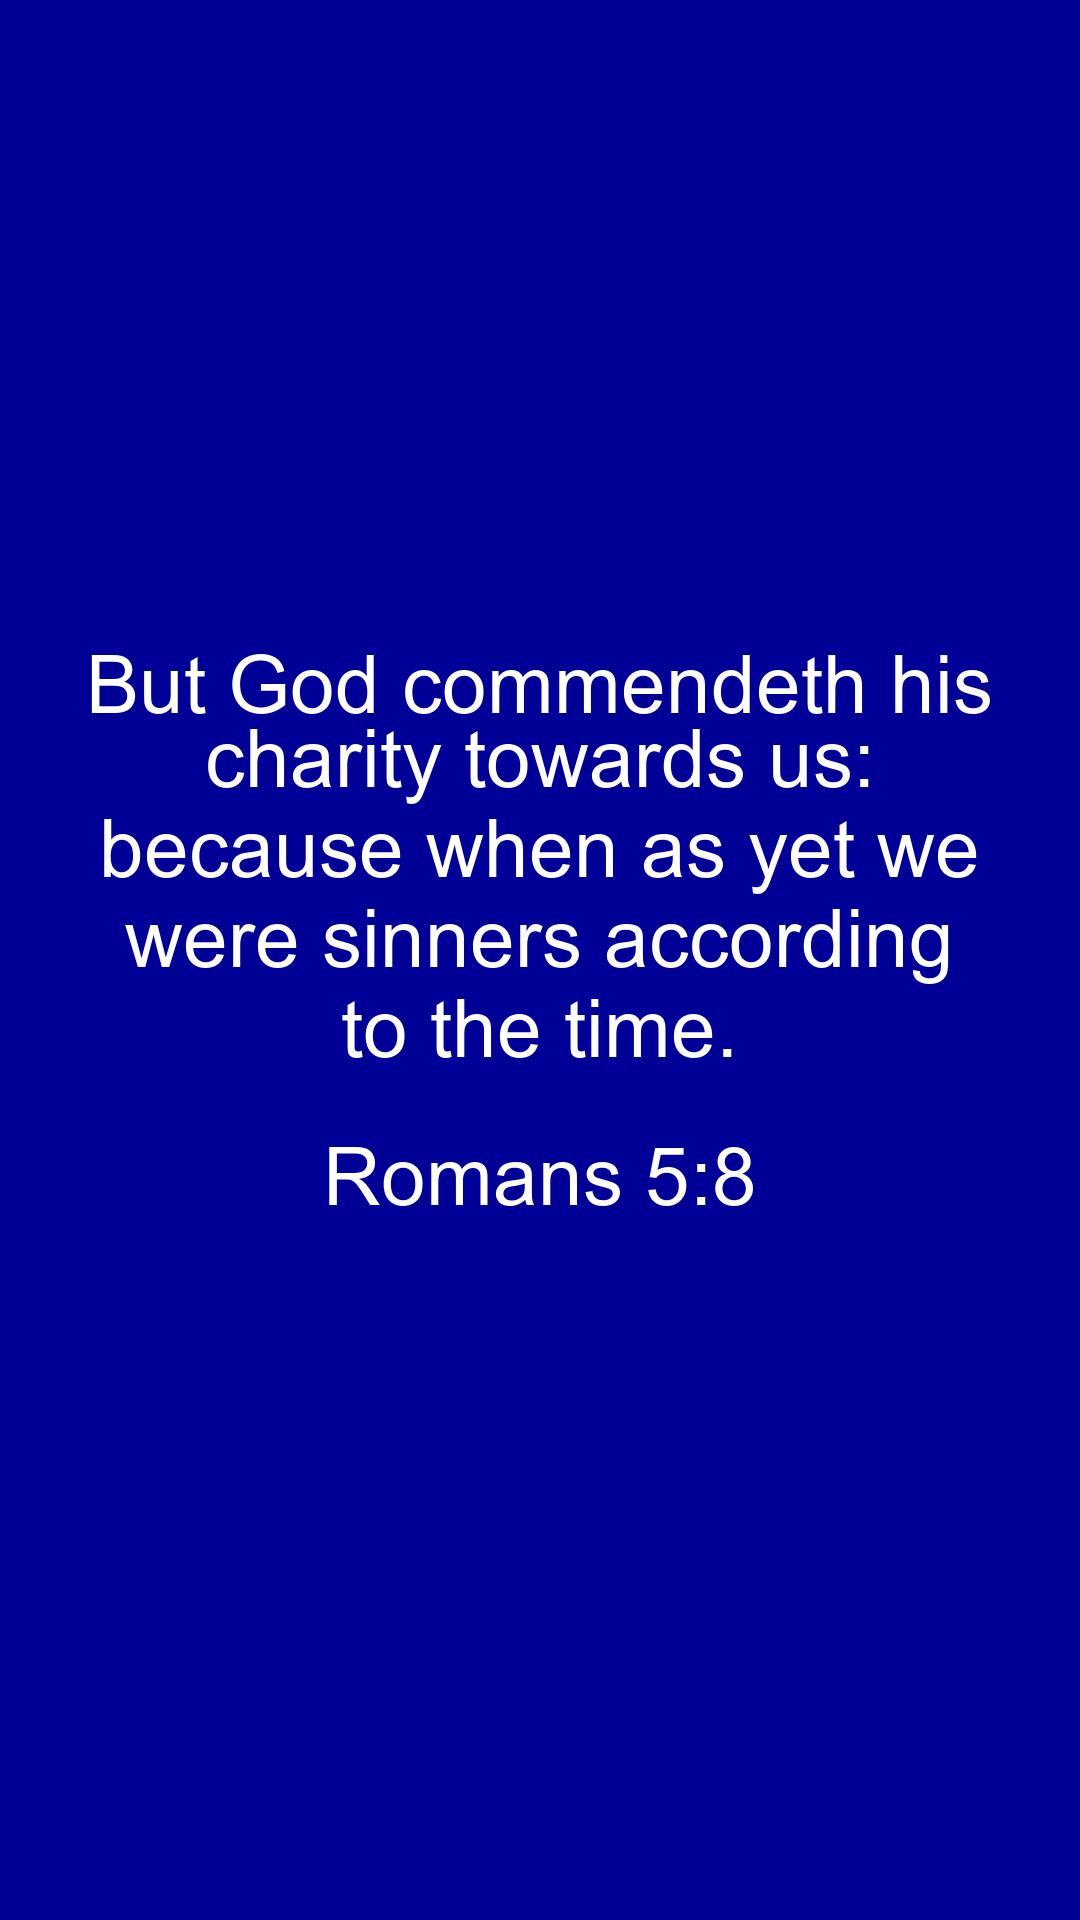 But God commendeth his
charity towards us:
because when as yet we
were sinners according
to the time.
Romans 5:8